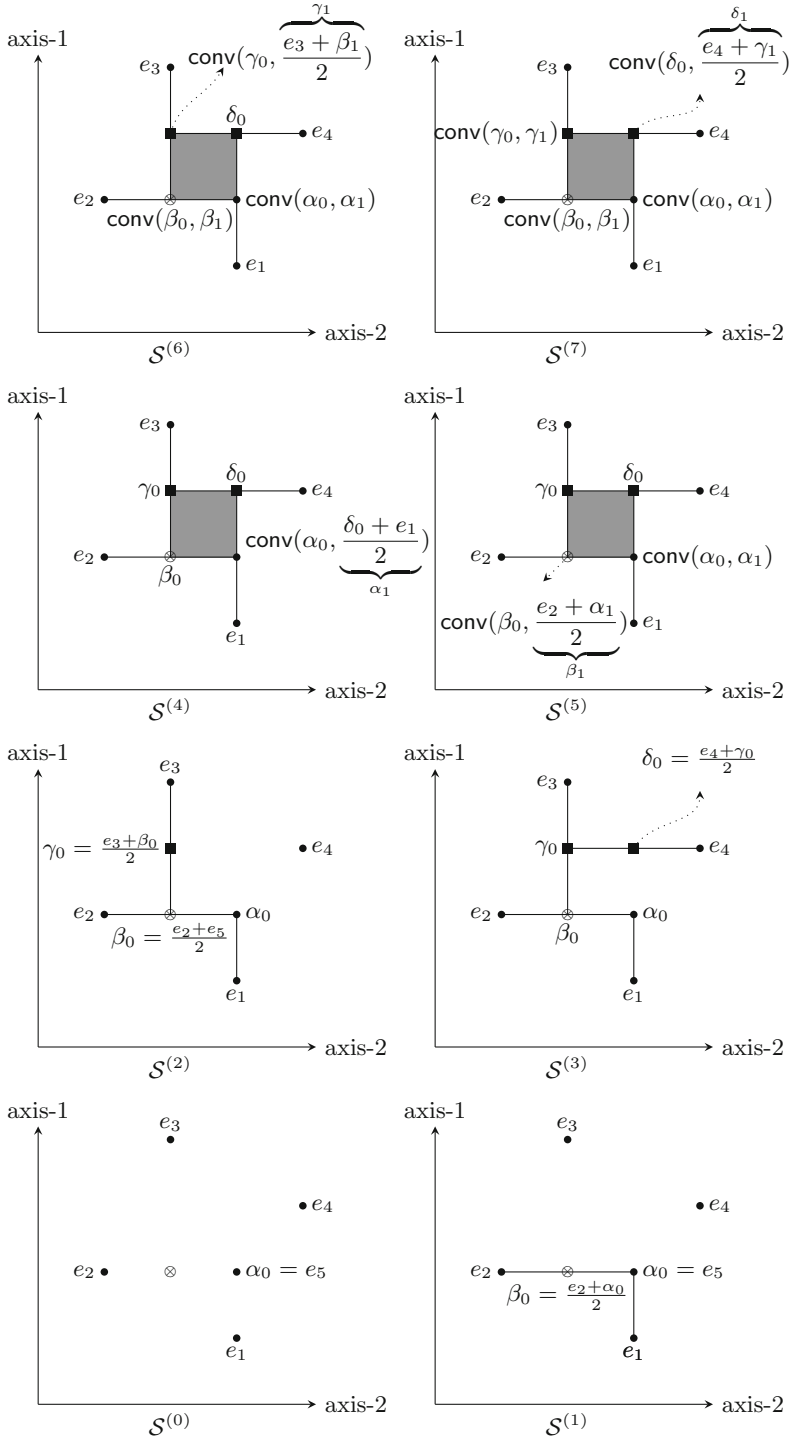 axis-1
e₃
conv(γ₀, (e₃ + β₁)/2)
γ₁
δ₀
e₄
e₂
conv(β₀, β₁)
conv(α₀, α₁)
e₁
axis-2
𝒮⁽⁶⁾
axis-1
e₃
conv(δ₀, (e₄ + γ₁)/2)
δ₁
conv(γ₀, γ₁)
e₄
e₂
conv(β₀, β₁)
conv(α₀, α₁)
e₁
axis-2
𝒮⁽⁷⁾
axis-1
e₃
γ₀
δ₀
e₄
e₂
β₀
conv(α₀, (δ₀ + e₁)/2)
α₁
e₁
axis-2
𝒮⁽⁴⁾
axis-1
e₃
γ₀
δ₀
e₄
e₂
conv(α₀, α₁)
conv(β₀, (e₂ + α₁)/2)
β₁
e₁
axis-2
𝒮⁽⁵⁾
axis-1
e₃
γ₀ = (e₃+β₀)/2
e₄
e₂
α₀
β₀ = (e₂+e₅)/2
e₁
axis-2
𝒮⁽²⁾
axis-1
e₃
δ₀ = (e₄+γ₀)/2
γ₀
e₄
e₂
α₀
β₀
e₁
axis-2
𝒮⁽³⁾
axis-1
e₃
e₄
e₂
α₀ = e₅
e₁
axis-2
𝒮⁽⁰⁾
axis-1
e₃
e₄
e₂
α₀ = e₅
β₀ = (e₂+α₀)/2
e₁
axis-2
𝒮⁽¹⁾